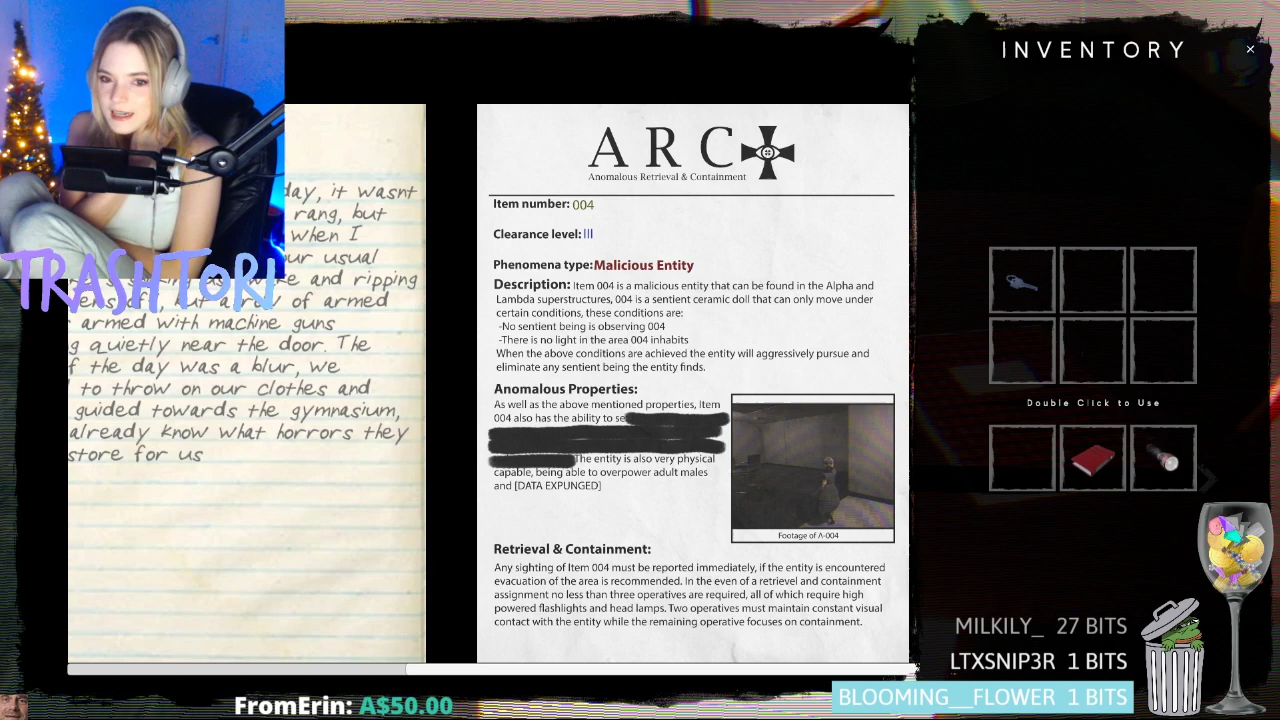 INVENTORY
day, it wasnt
rang, but
when I
ur usual
e and ripping
of armed
armed with machine guns
g quietly near the door. The
f the day was a blur, we
to throw on our clothes and
guided towards the gymnasium,
already know what horrors they
store for us
TRASHTORI
ARC
Anomalous Retrieval & Containment
Item number: 004
Clearance level: III
Phenomena type: Malicious Entity
Description: Item 004 is a malicious entity that can be found in the Alpha and
Lambda superstructures, 004 is a sentient ceramic doll that can only move under
certain conditions, these conditions are:
-No sentient being is observing 004
-There is no light in the area 004 inhabits
When the above conditions are achieved the entity will aggressively pursue and
eliminate any sentient being the entity finds.
Anomalous Properties:
As well as the above mentioned properties, Item
004 also has the ability to se
The entity is also very physical
capable, being able to overpower adult males
and [DATA EXPUNGED]
Footage of A-004
Retrieval & Containment:
Any sighting of Item 004 must be reported immediately, if the entity is encountered
evacuation of the area is recommended. In the even of a retrievel and containment
assignment no less than three operatives are required, all of which require high
powered flashlights and head lamps. Two operatives must maintain constant visual
contact with the entity while the remaining operative focuses on containment.
Double Click to Use
MILKILY_ 27 BITS
LTXSNIP3R 1 BITS
BLOOMING__FLOWER 1 BITS
FromErin: A$50.00